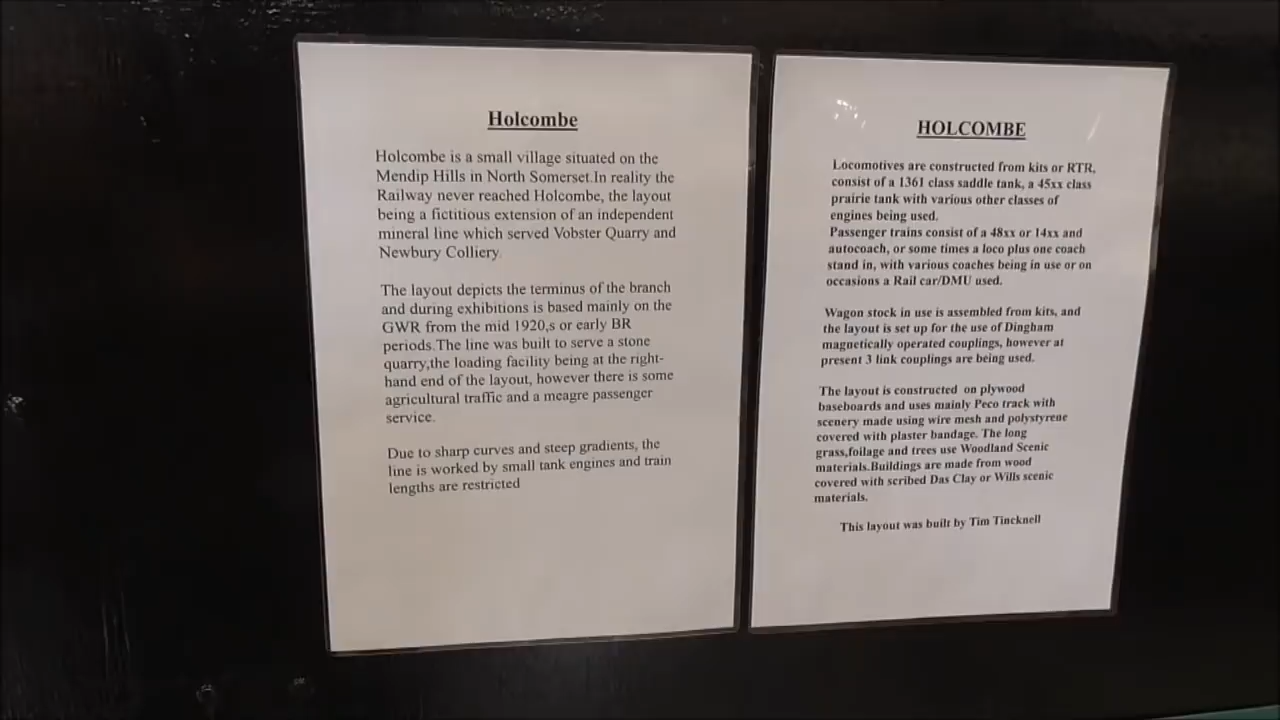 Holcombe
Holcombe is a small village situated on the
Mendip Hills in North Somerset.In reality the
Railway never reached Holcombe, the layout
being a fictitious extension of an independent
mineral line which served Vobster Quarry and
Newbury Colliery.
The layout depicts the terminus of the branch
and during exhibitions is based mainly on the
GWR from the mid 1920,s or early BR
periods.The line was built to serve a stone
quarry,the loading facility being at the right-
hand end of the layout, however there is some
agricultural traffic and a meagre passenger
service.
Due to sharp curves and steep gradients, the
line is worked by small tank engines and train
lengths are restricted
HOLCOMBE
Locomotives are constructed from kits or RTR,
consist of a 1361 class saddle tank, a 45xx class
prairie tank with various other classes of
engines being used.
Passenger trains consist of a 48xx or 14xx and
autocoach, or some times a loco plus one coach
stand in, with various coaches being in use or on
occasions a Rail car/DMU used.
Wagon stock in use is assembled from kits, and
the layout is set up for the use of Dingham
magnetically operated couplings, however at
present 3 link couplings are being used.
The layout is constructed on plywood
baseboards and uses mainly Peco track with
scenery made using wire mesh and polystyrene
covered with plaster bandage. The long
grass,foilage and trees use Woodland Scenic
materials.Buildings are made from wood
covered with scribed Das Clay or Wills scenic
materials.
This layout was built by Tim Tincknell